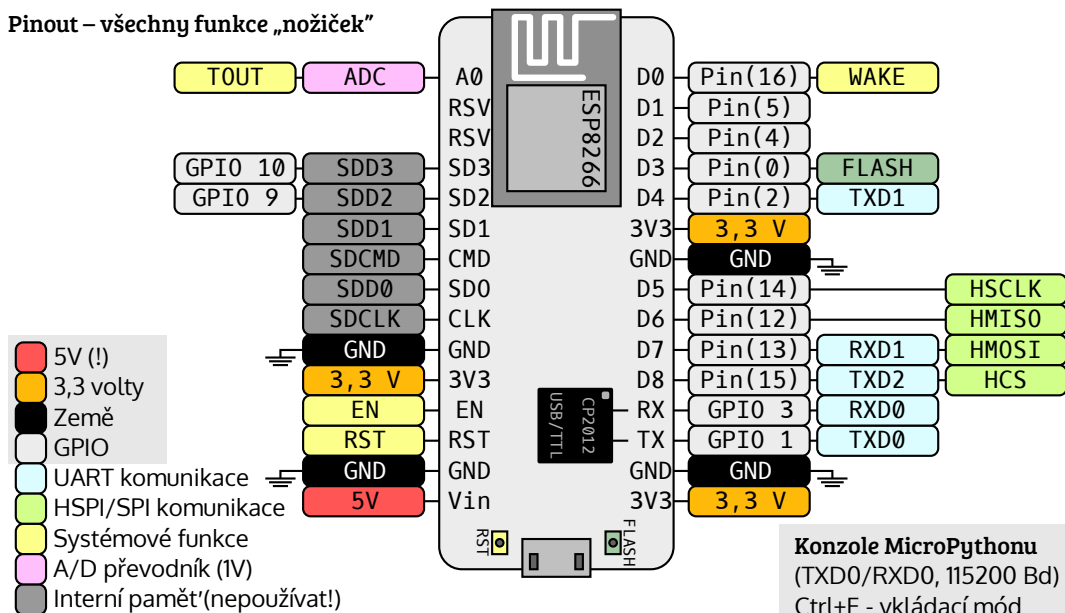 Pinout – všechny funkce „nožiček”
TOUT ADC A0 D0 Pin(16) WAKE
RSV D1 Pin(5)
RSV D2 Pin(4)
GPIO 10 SDD3 SD3 D3 Pin(0) FLASH
GPIO 9 SDD2 SD2 D4 Pin(2) TXD1
SDD1 SD1 3V3 3,3 V
SDCMD CMD GND GND
SDD0 SD0 D5 Pin(14) HSCLK
SDCLK CLK D6 Pin(12) HMISO
GND GND D7 Pin(13) RXD1 HMOSI
3,3 V 3V3 D8 Pin(15) TXD2 HCS
EN EN RX GPIO 3 RXD0
RST RST TX GPIO 1 TXD0
GND GND GND GND
5V Vin 3V3 3,3 V
ESP8266
CP2012
USB/TTL
RST
FLASH
5V (!)
3,3 volty
Země
GPIO
UART komunikace
HSPI/SPI komunikace
Systémové funkce
A/D převodník (1V)
Interní paměť (nepoužívat!)
Konzole MicroPythonu
(TXD0/RXD0, 115200 Bd)
Ctrl+E - vkládací mód